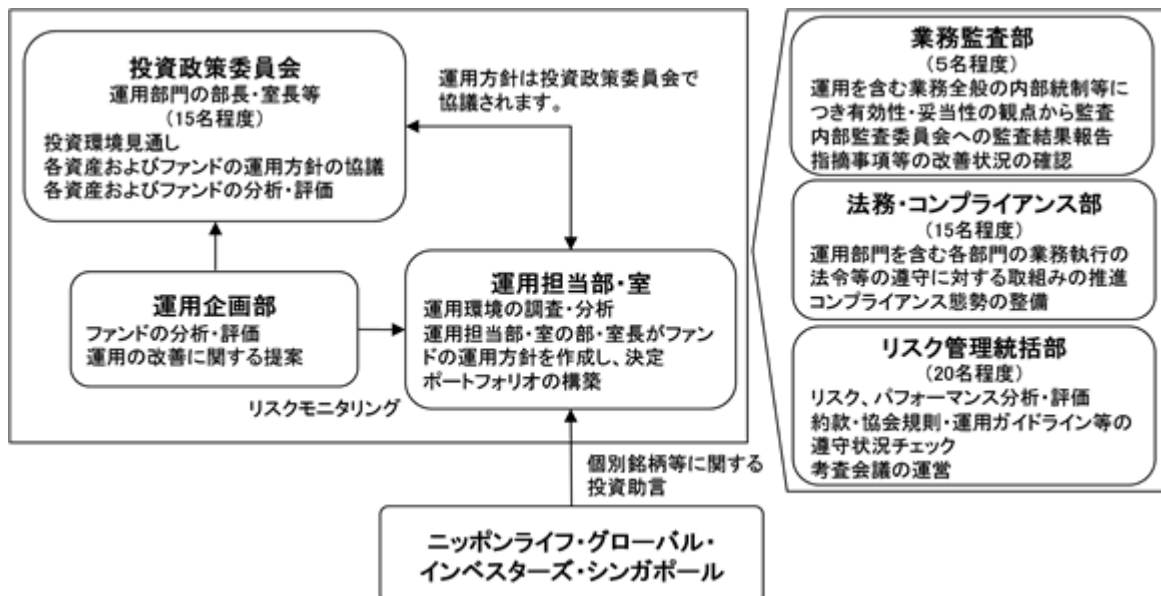 投資政策委員会
運用部門の部長・室長等
(15名程度)
投資環境見通し
各資産およびファンドの運用方針の協議
各資産およびファンドの分析・評価
運用方針は投資政策委員会で
協議されます。
運用企画部
ファンドの分析・評価
運用の改善に関する提案
リスクモニタリング
運用担当部・室
運用環境の調査・分析
運用担当部・室の部・室長がファン
ドの運用方針を作成し、決定
ポートフォリオの構築
個別銘柄等に関する
投資助言
ニッポンライフ・グローバル・
インベスターズ・シンガポール
業務監査部
(5名程度)
運用を含む業務全般の内部統制等に
つき有効性・妥当性の観点から監査
内部監査委員会への監査結果報告
指摘事項等の改善状況の確認
法務・コンプライアンス部
(15名程度)
運用部門を含む各部門の業務執行の
法令等の遵守に対する取組みの推進
コンプライアンス態勢の整備
リスク管理統括部
(20名程度)
リスク、パフォーマンス分析・評価
約款・協会規則・運用ガイドライン等の
遵守状況チェック
考査会議の運営